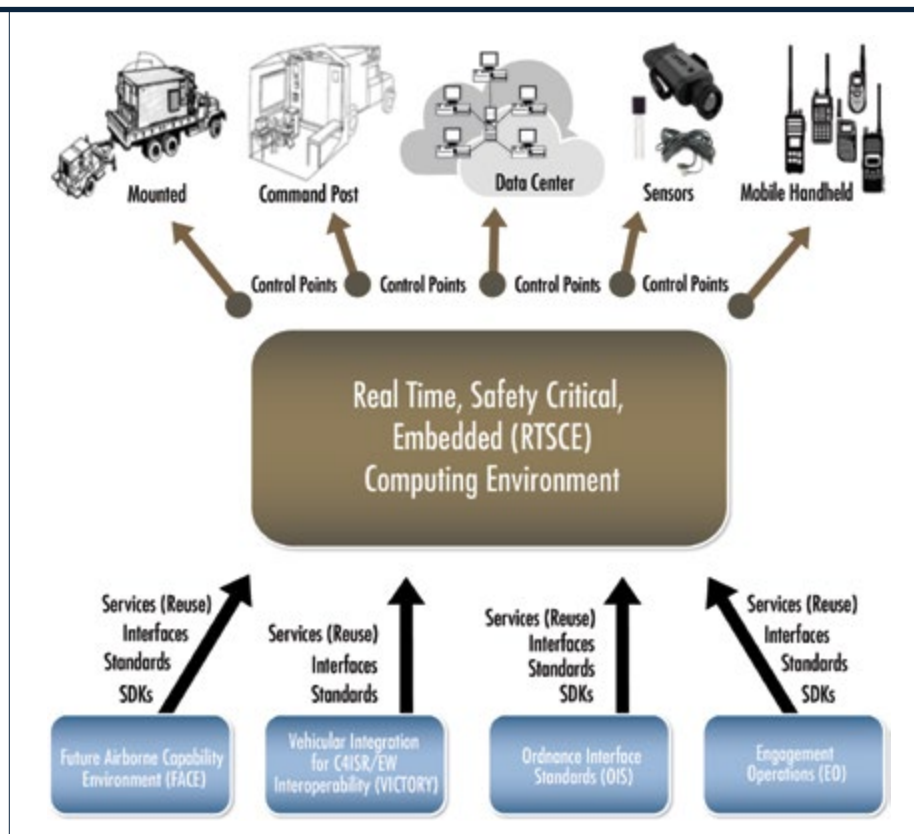 Mounted
Command Post
Data Center
Sensors
Mobile Handheld
Control Points
Control Points
Control Points
Control Points
Real Time, Safety Critical,
Embedded (RTSCE)
Computing Environment
Services (Reuse)
Interfaces
Standards
SDKs
Services (Reuse)
Interfaces
Standards
Services (Reuse)
Interfaces
Standards
SDKs
Services (Reuse)
Interfaces
Standards
SDKs
Future Airborne Capability
Environment (FACE)
Vehicular Integration
for C4ISR/EW
Interoperability (VICTORY)
Ordnance Interface
Standards (OIS)
Engagement
Operations (EO)